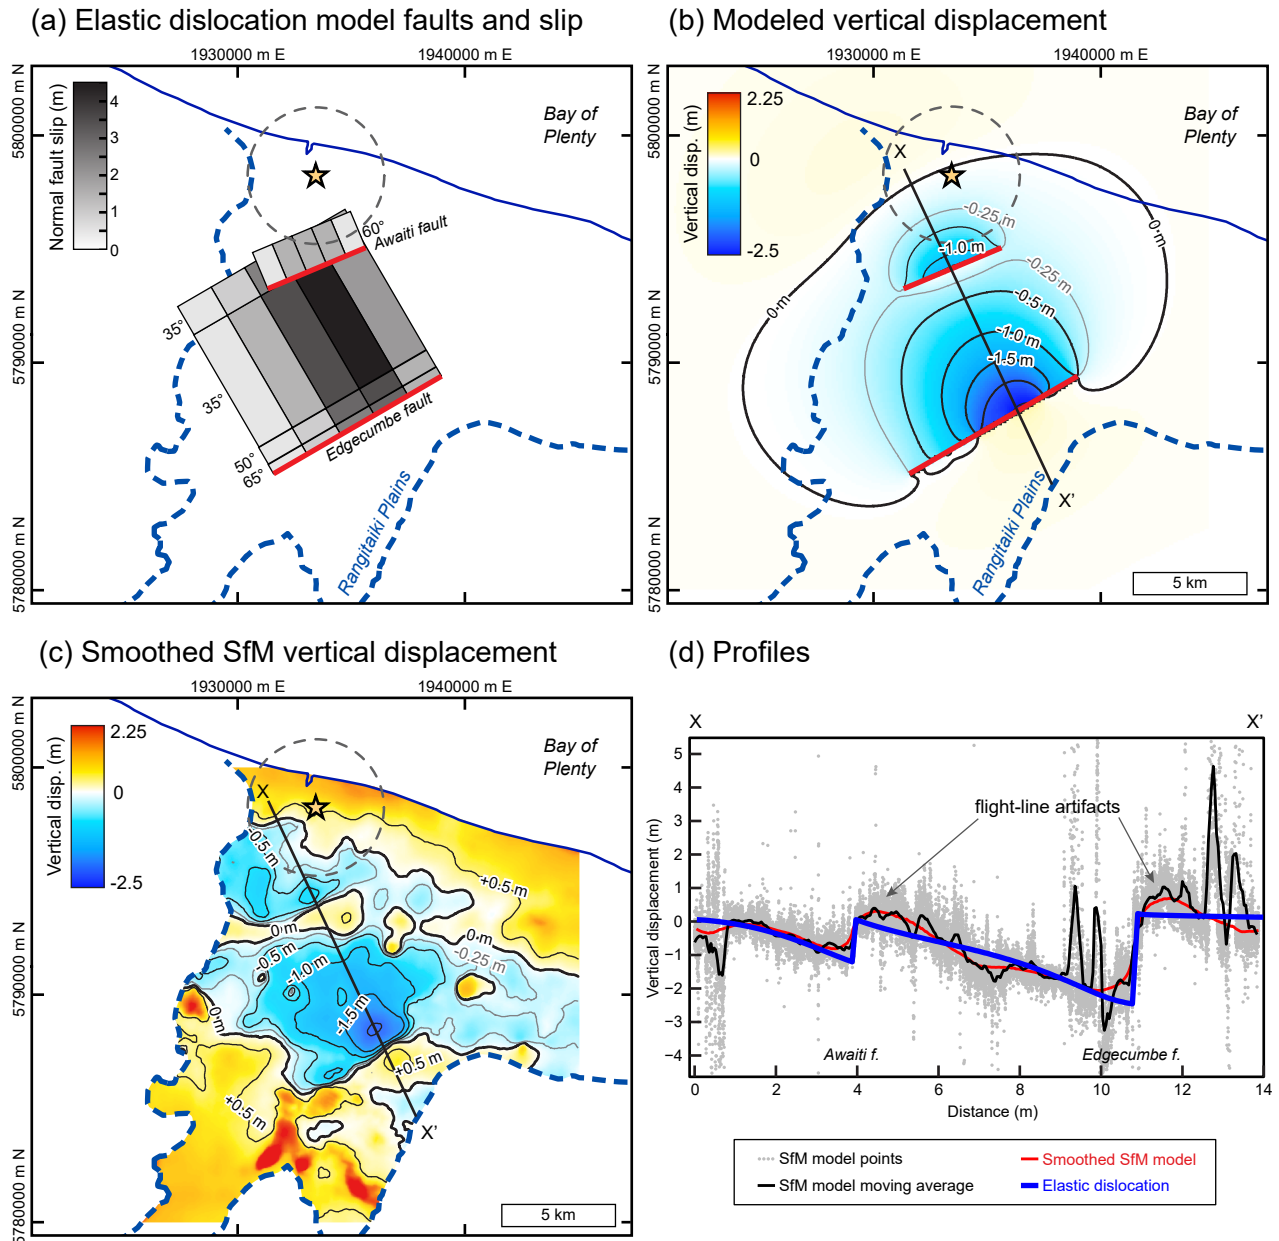 (a) Elastic dislocation model faults and slip
1930000 m E
1940000 m E
5800000 m N
5790000 m N
5780000 m N
Normal fault slip (m)
4
3
2
1
0
Bay of
Plenty
60°
Awaiti fault
35°
35°
50°
65°
Edgecumbe fault
Rangitaiki Plains
(b) Modeled vertical displacement
1930000 m E
1940000 m E
5800000 m N
5790000 m N
5780000 m N
Vertical disp. (m)
2.25
0
-2.5
Bay of
Plenty
X
-0.25 m
-1.0 m
-0.25 m
0 m
0 m
-0.5 m
-1.0 m
-1.5 m
X'
Rangitaiki Plains
5 km
(c) Smoothed SfM vertical displacement
1930000 m E
1940000 m E
5800000 m N
5790000 m N
5780000 m N
Vertical disp. (m)
2.25
0
-2.5
Bay of
Plenty
X
-0.5 m
+0.5 m
0 m
0 m
-0.5 m
-0.25 m
-1.0 m
0 m
-1.5 m
+0.5 m
+0.5 m
X'
5 km
(d) Profiles
X
X'
Vertical displacement (m)
5
4
3
2
1
0
−1
−2
−3
−4
flight-line artifacts
Awaiti f.
Edgecumbe f.
0
2
4
6
8
10
12
14
Distance (m)
SfM model points
Smoothed SfM model
SfM model moving average
Elastic dislocation